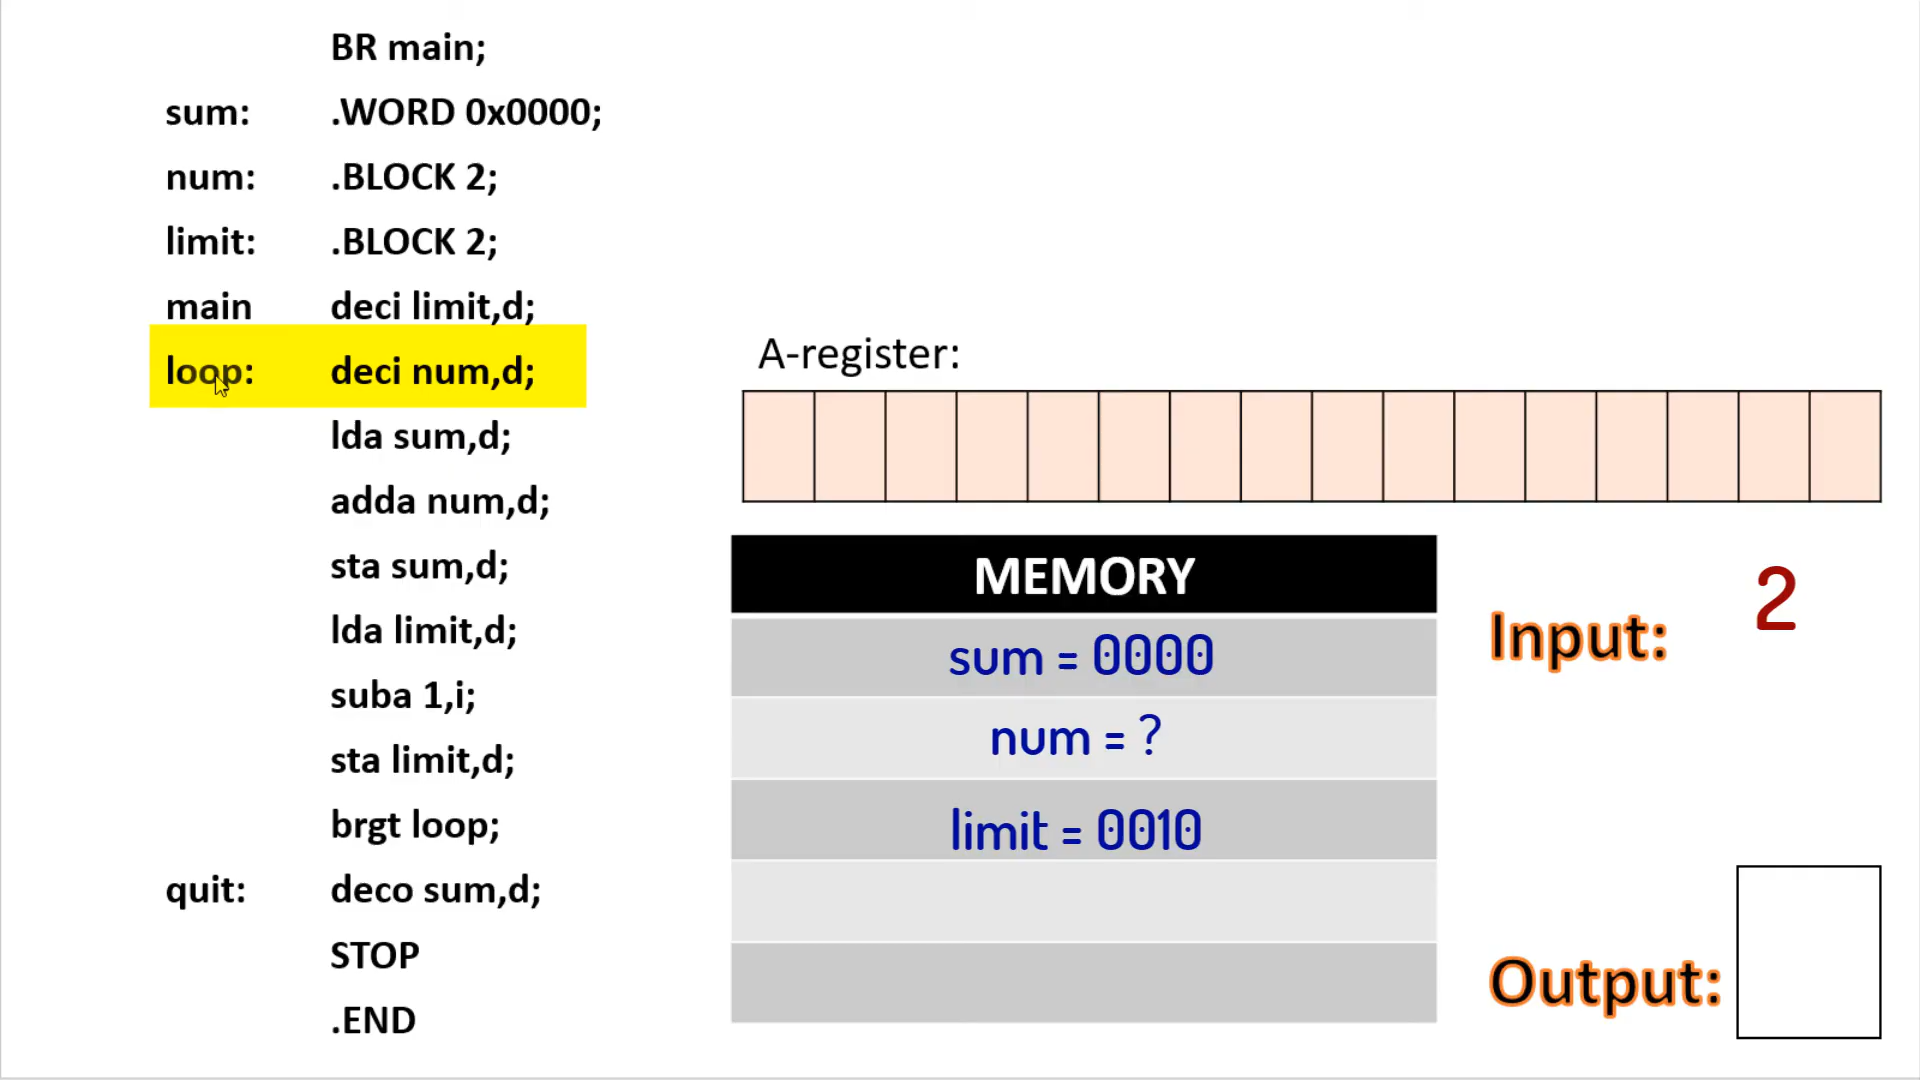 BR main;
sum: .WORD 0x0000;
num: .BLOCK 2;
limit: .BLOCK 2;
main deci limit,d;
loop: deci num,d;
lda sum,d;
adda num,d;
sta sum,d;
lda limit,d;
suba 1,i;
sta limit,d;
brgt loop;
quit: deco sum,d;
STOP
.END
A-register:
MEMORY
sum = 0000
num = ?
limit = 0010
Input: 2
Output: